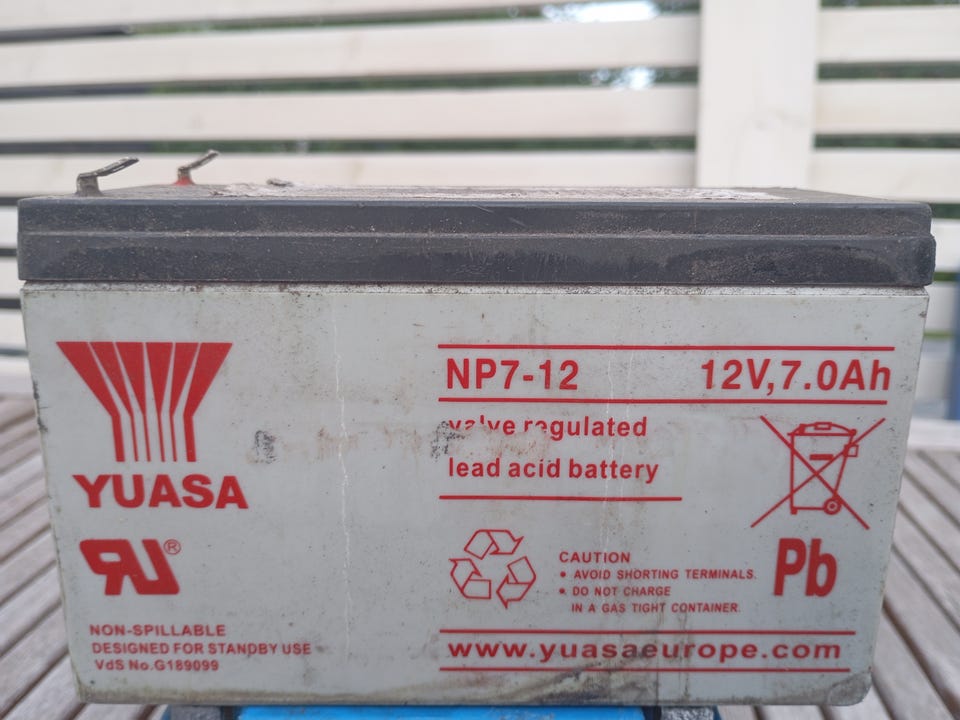 YUASA
RU®
NON-SPILLABLE
DESIGNED FOR STANDBY USE
VdS No.G189099
NP7-12 12V,7.0Ah
valve regulated
lead acid battery
CAUTION
• AVOID SHORTING TERMINALS.
• DO NOT CHARGE
IN A GAS TIGHT CONTAINER.
Pb
www.yuasaeurope.com